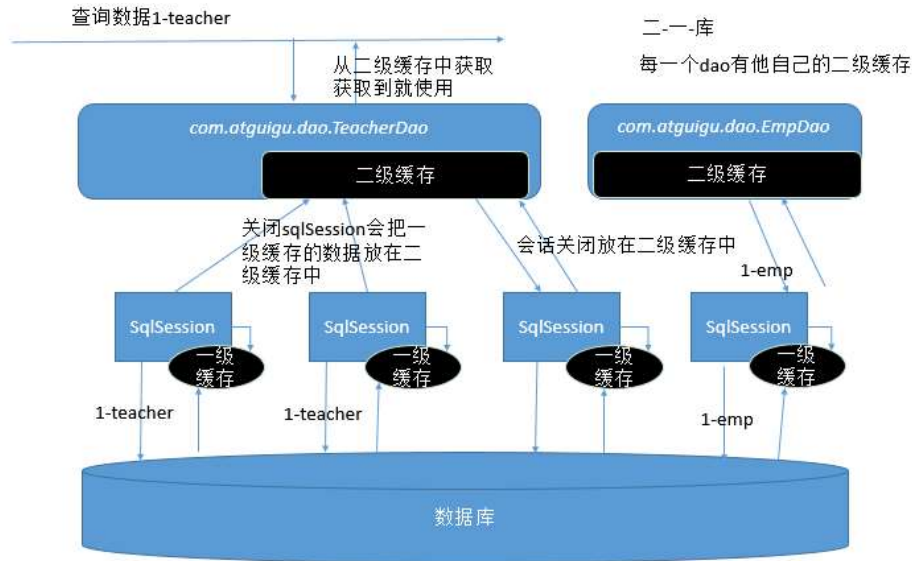 查询数据1-teacher
二-一-库
从二级缓存中获取
获取到就使用
每一个dao有他自己的二级缓存
com.atguigu.dao.TeacherDao
com.atguigu.dao.EmpDao
二级缓存
二级缓存
关闭sqlSession会把一
级缓存的数据放在二
级缓存中
会话关闭放在二级缓存中
1-emp
SqlSession
SqlSession
SqlSession
SqlSession
一级
缓存
一级
缓存
一级
缓存
一级
缓存
1-teacher
1-teacher
1-emp
数据库